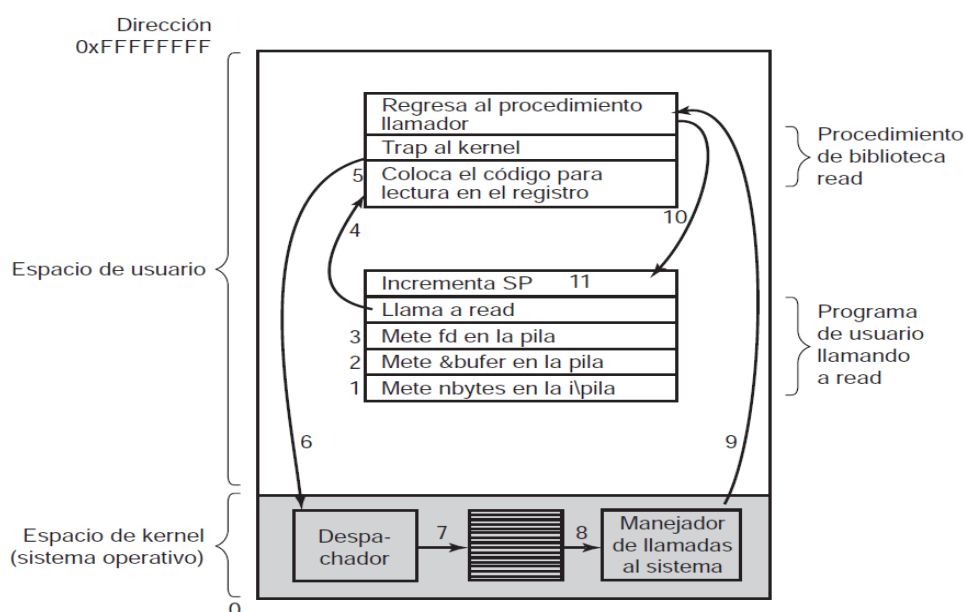 Dirección
0xFFFFFFFF
Regresa al procedimiento
llamador
Trap al kernel
5 Coloca el código para
lectura en el registro
4
10
Procedimiento
de biblioteca
read
Espacio de usuario
Incrementa SP 11
Llama a read
3 Mete fd en la pila
2 Mete &bufer en la pila
1 Mete nbytes en la i\pila
Programa
de usuario
llamando
a read
6
9
Espacio de kernel
(sistema operativo)
Despa-
chador
7
8
Manejador
de llamadas
al sistema
0